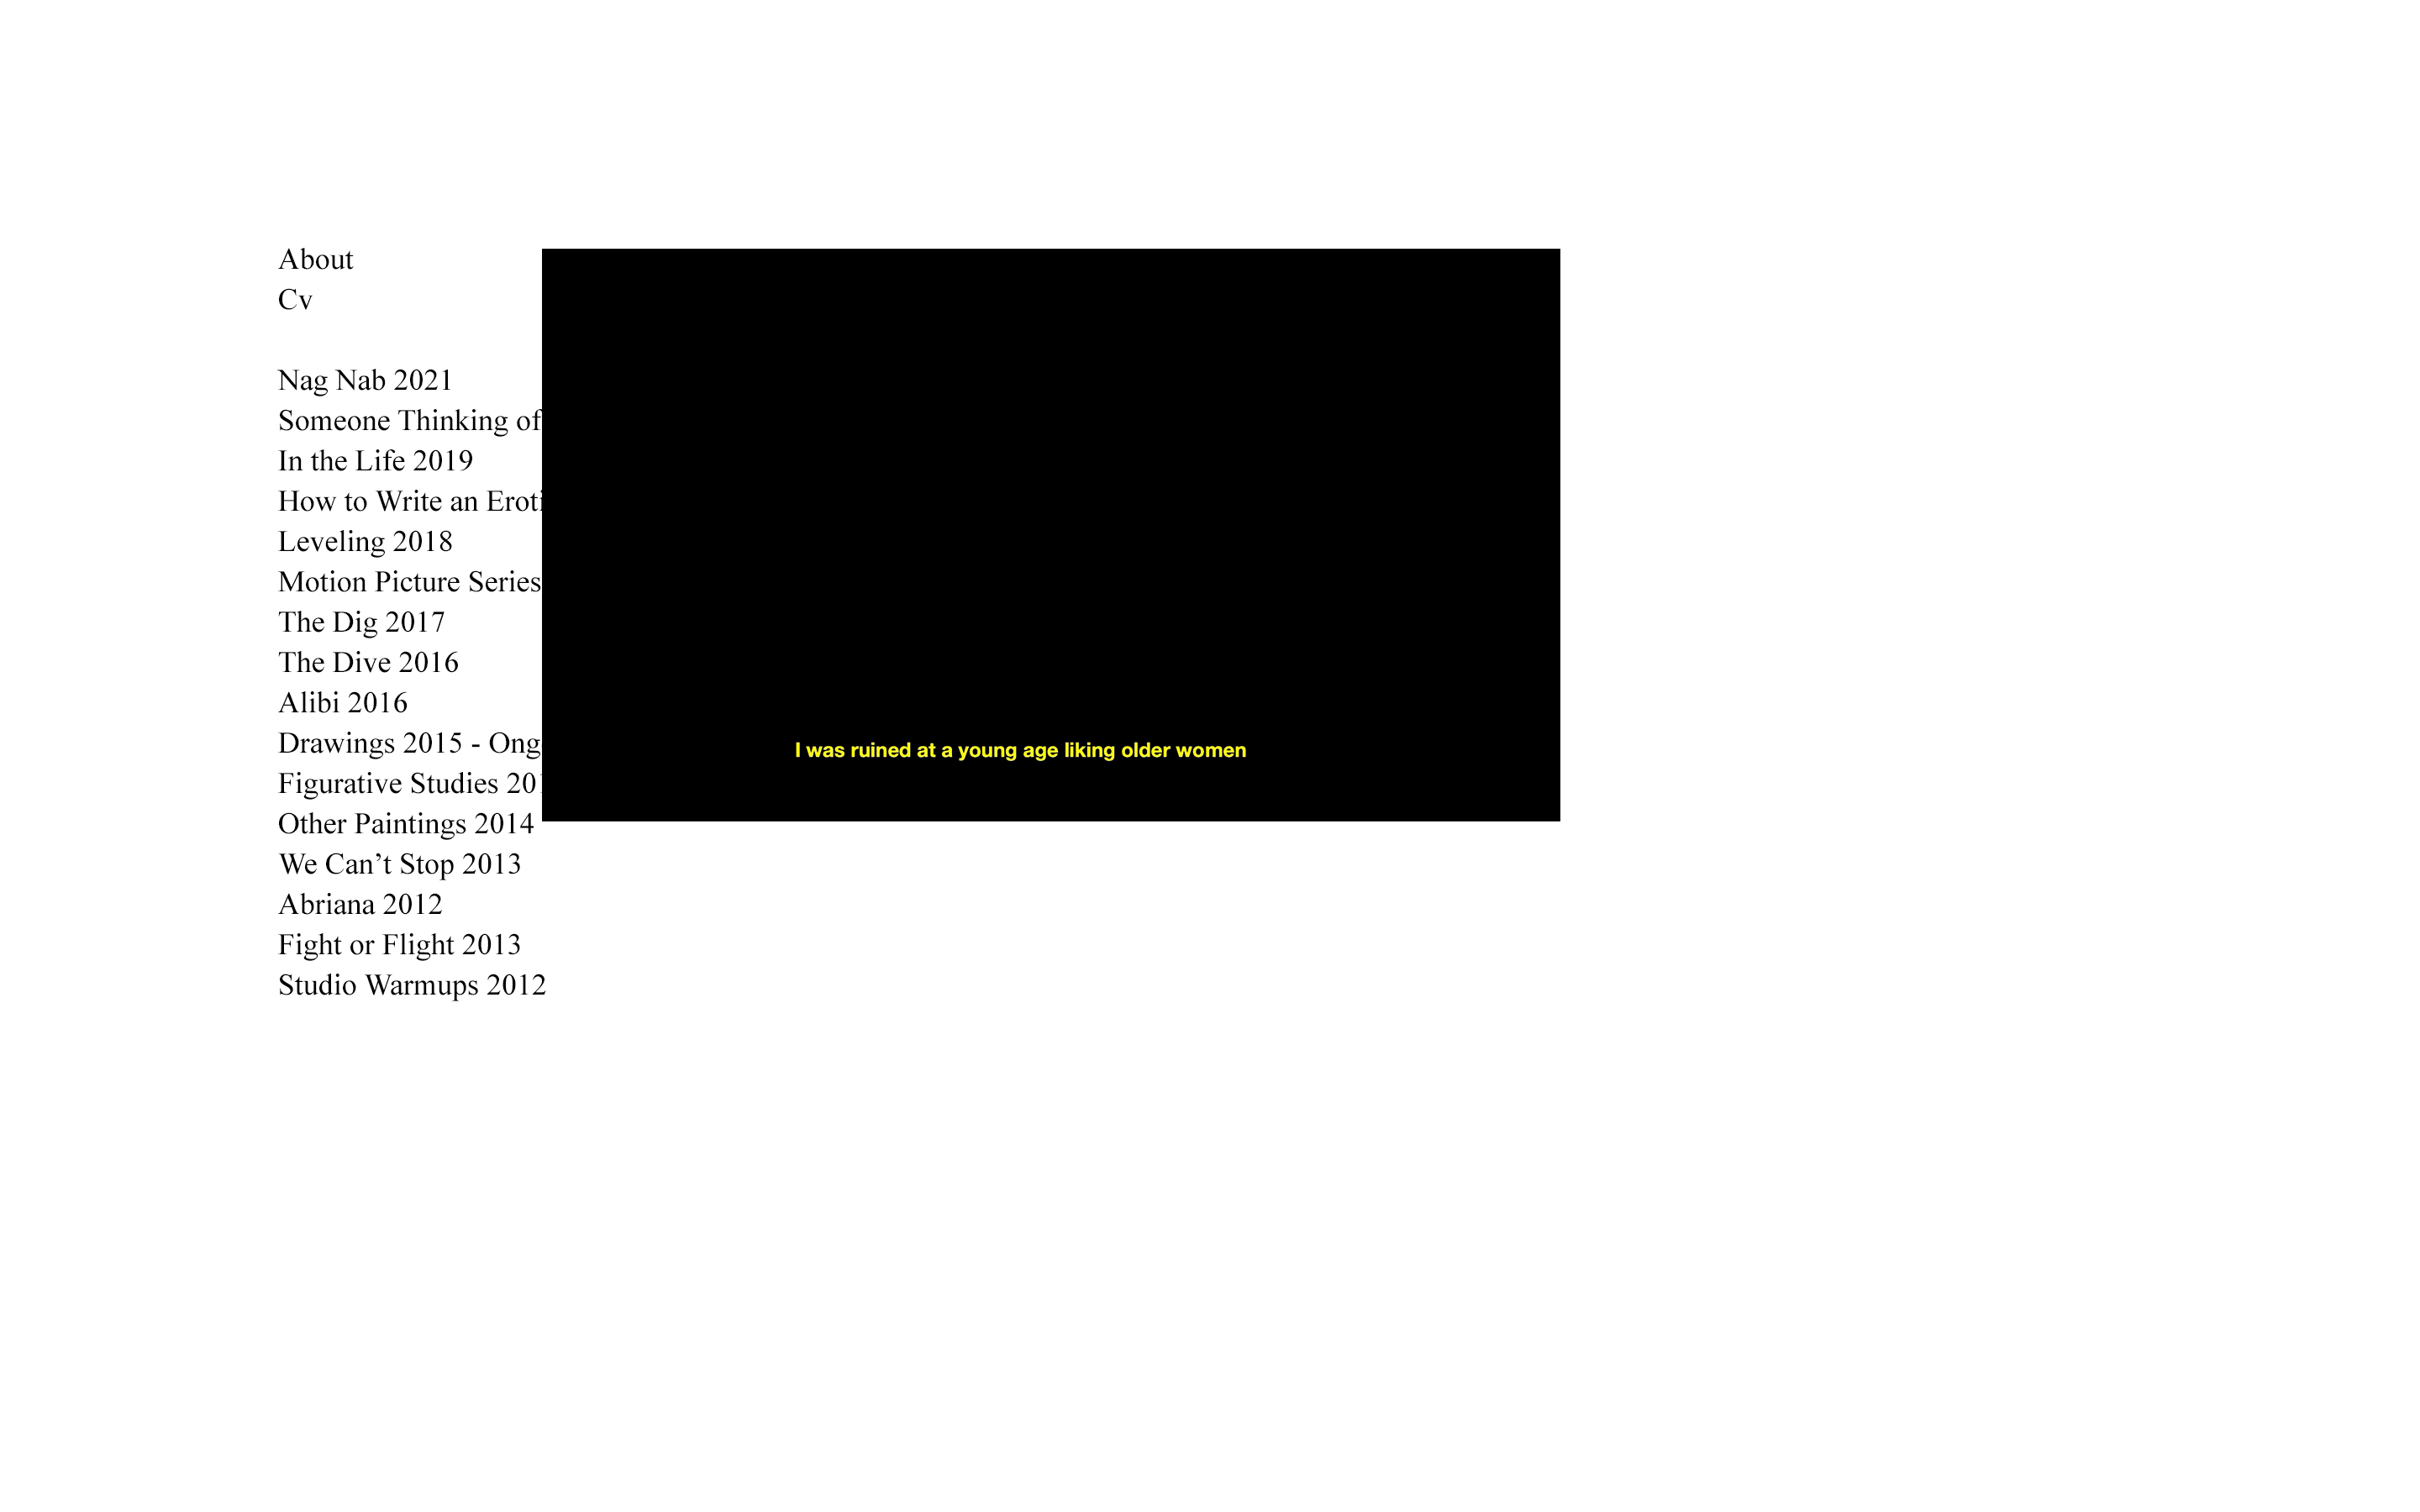 About
Cv
Nag Nab 2021
Someone Thinking of
In the Life 2019
How to Write an Eroti
Leveling 2018
Motion Picture Series
The Dig 2017
The Dive 2016
Alibi 2016
Drawings 2015 - Ong
Figurative Studies 201
Other Paintings 2014
We Can’t Stop 2013
Abriana 2012
Fight or Flight 2013
Studio Warmups 2012
I was ruined at a young age liking older women